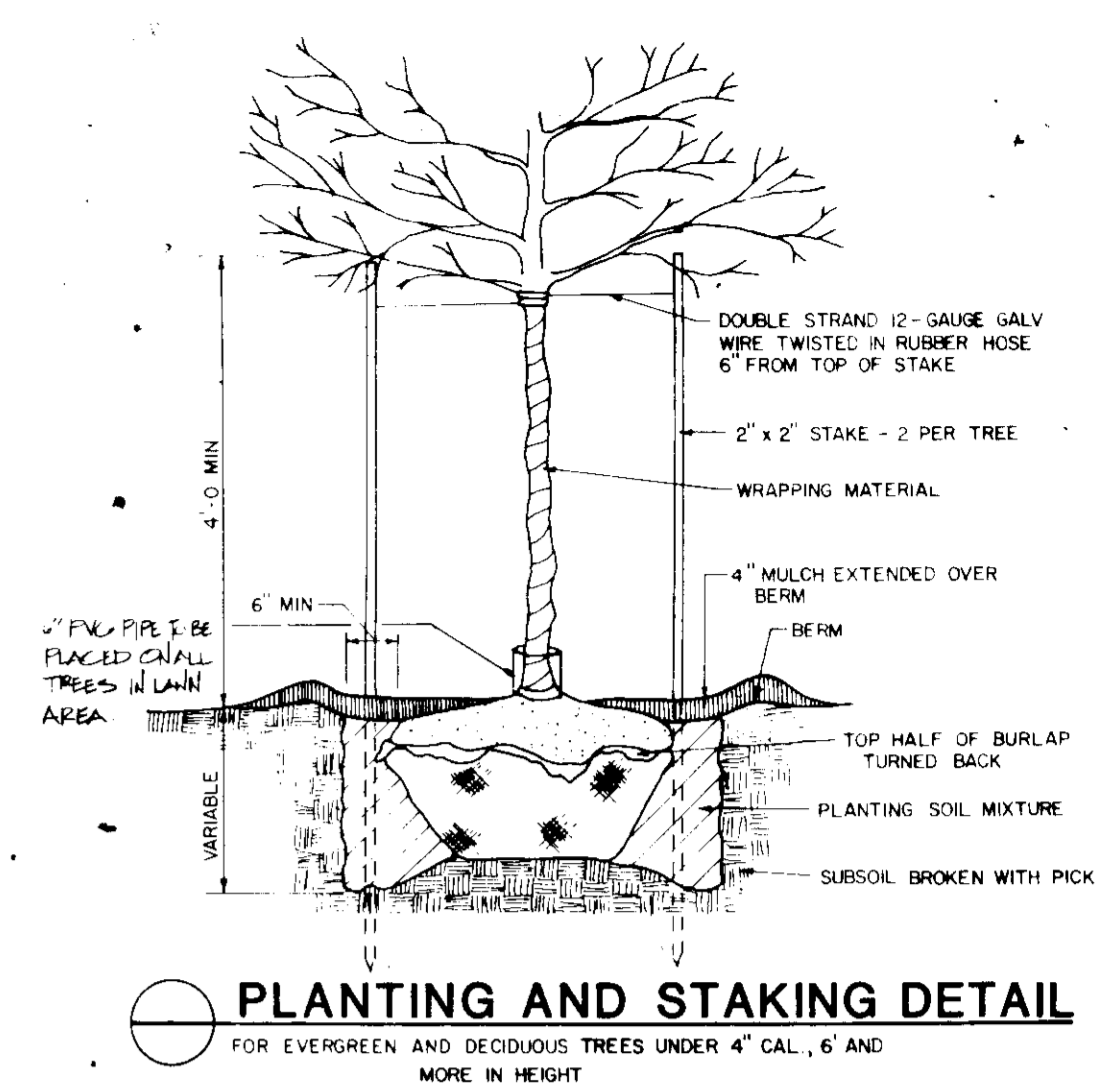 DOUBLE STRAND 12-GAUGE GALV
WIRE TWISTED IN RUBBER HOSE
6" FROM TOP OF STAKE
2" x 2" STAKE - 2 PER TREE
WRAPPING MATERIAL
4'-0 MIN
4" MULCH EXTENDED OVER
BERM
6" MIN
BERM
PVC PIPE TO BE
PLACED ON ALL
TREES IN LAWN
AREA
TOP HALF OF BURLAP
TURNED BACK
VARIABLE
PLANTING SOIL MIXTURE
SUBSOIL BROKEN WITH PICK
PLANTING AND STAKING DETAIL
FOR EVERGREEN AND DECIDUOUS TREES UNDER 4" CAL., 6' AND
MORE IN HEIGHT